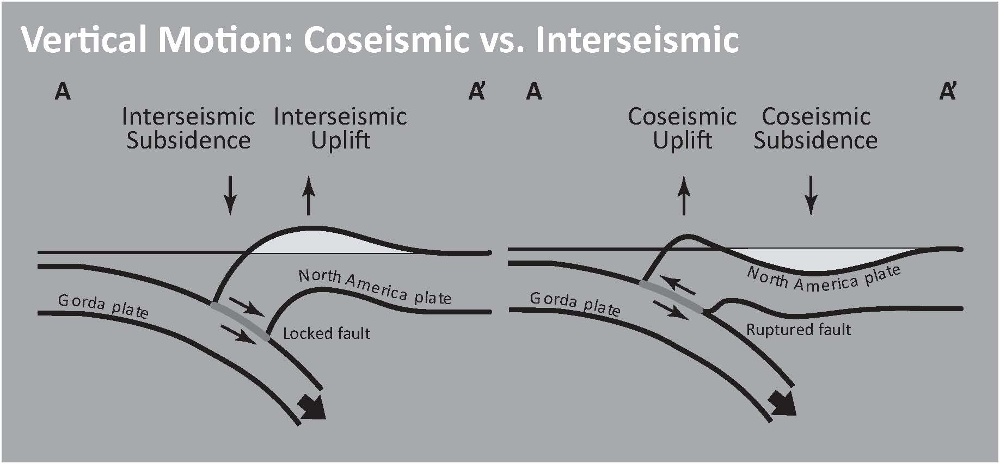 Vertical Motion: Coseismic vs. Interseismic
A
A'
Interseismic
Subsidence
Interseismic
Uplift
Gorda plate
North America plate
Locked fault
A
A'
Coseismic
Uplift
Coseismic
Subsidence
Gorda plate
North America plate
Ruptured fault